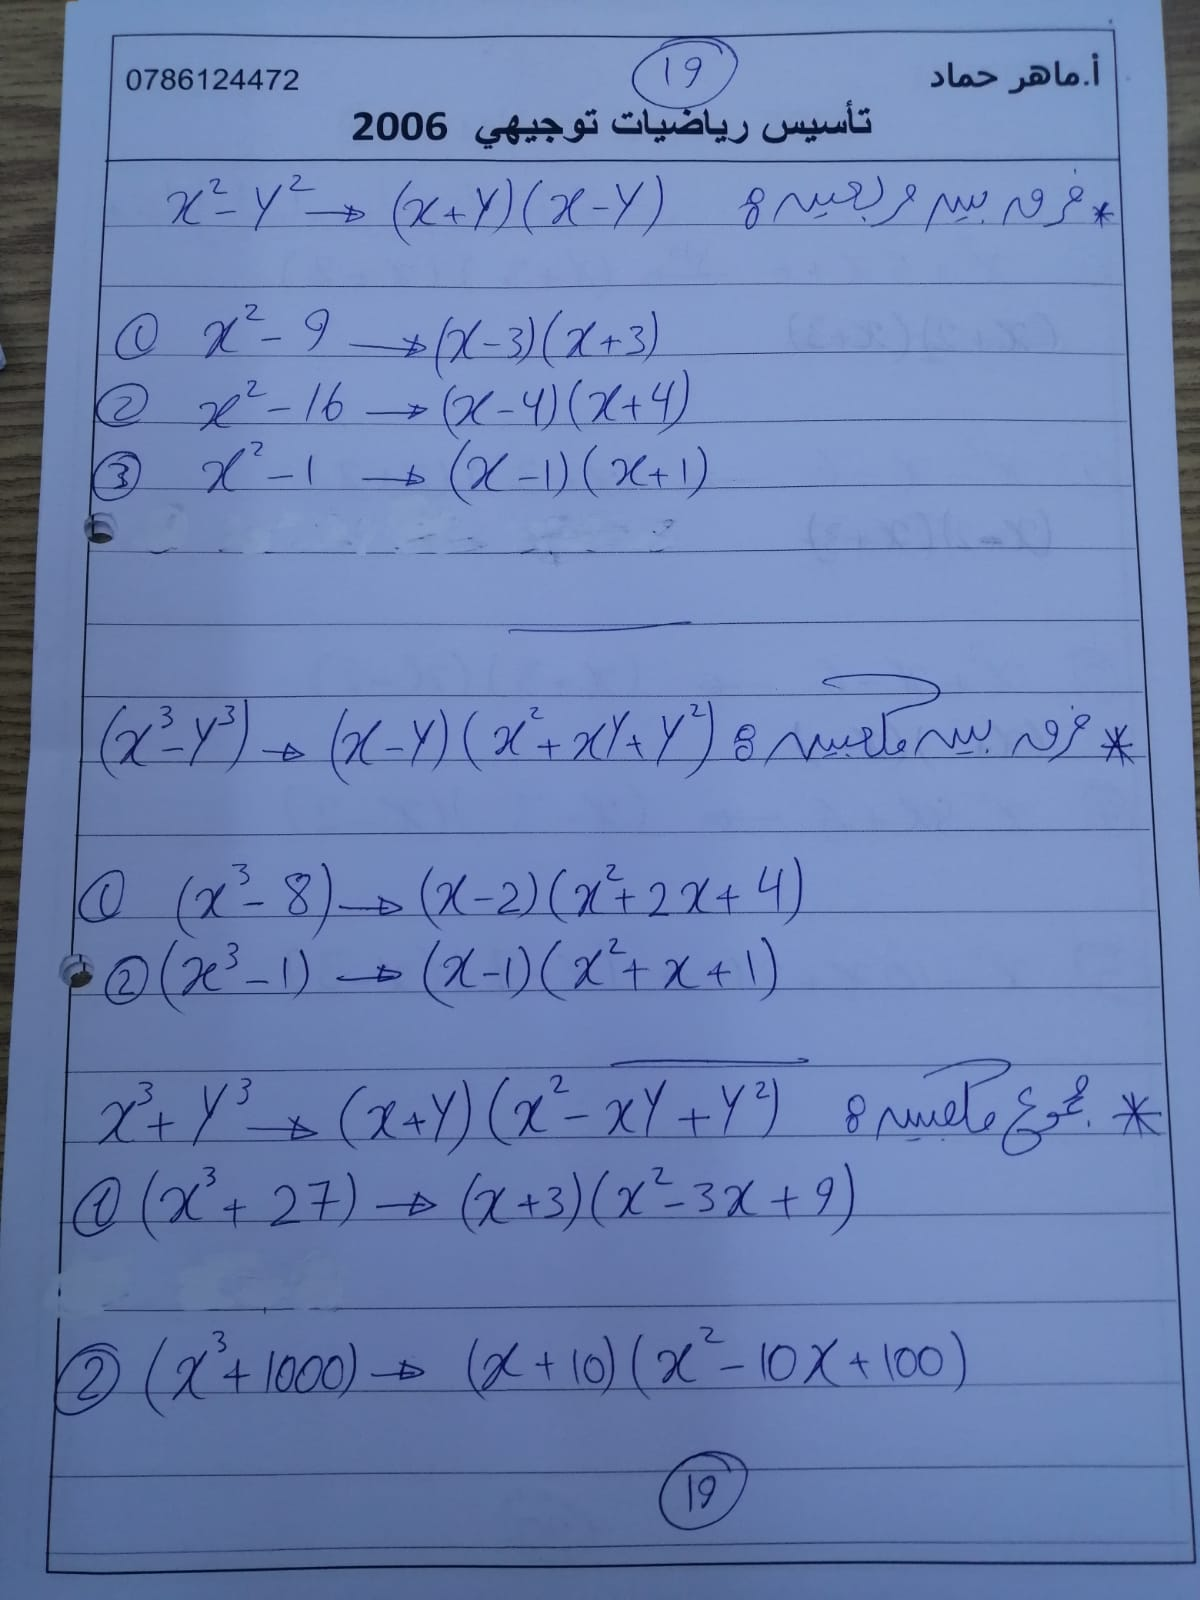 أ.ماهر حماد 19 0786124472
تأسيس رياضيات توجيهي 2006
* فرق بين مربعين : x² - y² → (x+y)(x-y)
① x² - 9 → (x-3)(x+3)
② x² - 16 → (x-4)(x+4)
③ x² - 1 → (x-1)(x+1)
* فرق بين مكعبين : (x³-y³) → (x-y)(x²+xy+y²)
① (x³- 8) → (x-2)(x²+2x+4)
② (x³-1) → (x-1)(x²+x+1)
* مجموع مكعبين : x³+y³ → (x+y)(x²-xy+y²)
① (x³+27) → (x+3)(x²-3x+9)
② (x³+1000) → (x+10)(x²-10x+100)
19